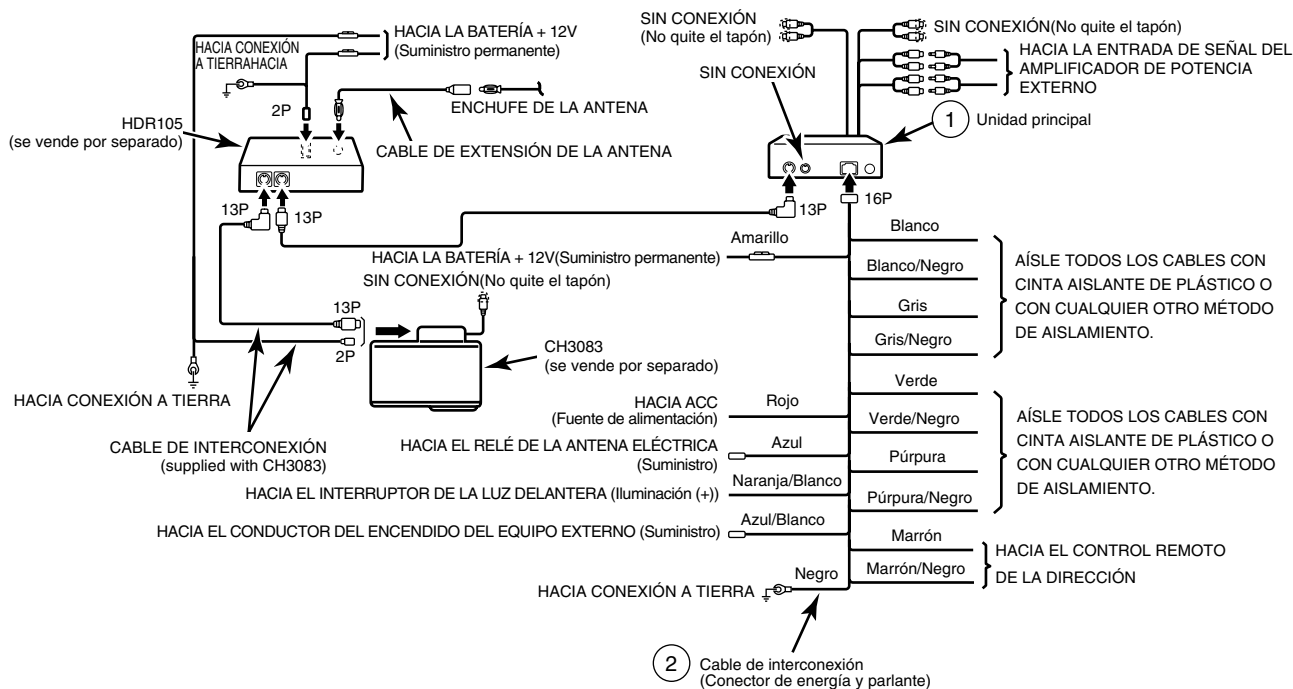 HACIA LA BATERÍA + 12V
(Suministro permanente)
HACIA CONEXIÓN
A TIERRAHACIA
2P
ENCHUFE DE LA ANTENA
HDR105
(se vende por separado)
CABLE DE EXTENSIÓN DE LA ANTENA
13P
13P
SIN CONEXIÓN
(No quite el tapón)
SIN CONEXIÓN(No quite el tapón)
HACIA LA ENTRADA DE SEÑAL DEL
AMPLIFICADOR DE POTENCIA
EXTERNO
SIN CONEXIÓN
1 Unidad principal
13P
16P
Amarillo
HACIA LA BATERÍA + 12V(Suministro permanente)
SIN CONEXIÓN(No quite el tapón)
13P
2P
CH3083
(se vende por separado)
HACIA CONEXIÓN A TIERRA
CABLE DE INTERCONEXIÓN
(supplied with CH3083)
Rojo
HACIA ACC
(Fuente de alimentación)
Azul
HACIA EL RELÉ DE LA ANTENA ELÉCTRICA
(Suministro)
Naranja/Blanco
HACIA EL INTERRUPTOR DE LA LUZ DELANTERA (Iluminación (+))
Azul/Blanco
HACIA EL CONDUCTOR DEL ENCENDIDO DEL EQUIPO EXTERNO (Suministro)
Negro
HACIA CONEXIÓN A TIERRA
Blanco
Blanco/Negro
Gris
Gris/Negro
AÍSLE TODOS LOS CABLES CON
CINTA AISLANTE DE PLÁSTICO O
CON CUALQUIER OTRO MÉTODO
DE AISLAMIENTO.
Verde
Verde/Negro
Púrpura
Púrpura/Negro
AÍSLE TODOS LOS CABLES CON
CINTA AISLANTE DE PLÁSTICO O
CON CUALQUIER OTRO MÉTODO
DE AISLAMIENTO.
Marrón
Marrón/Negro
HACIA EL CONTROL REMOTO
DE LA DIRECCIÓN
2 Cable de interconexión
(Conector de energía y parlante)